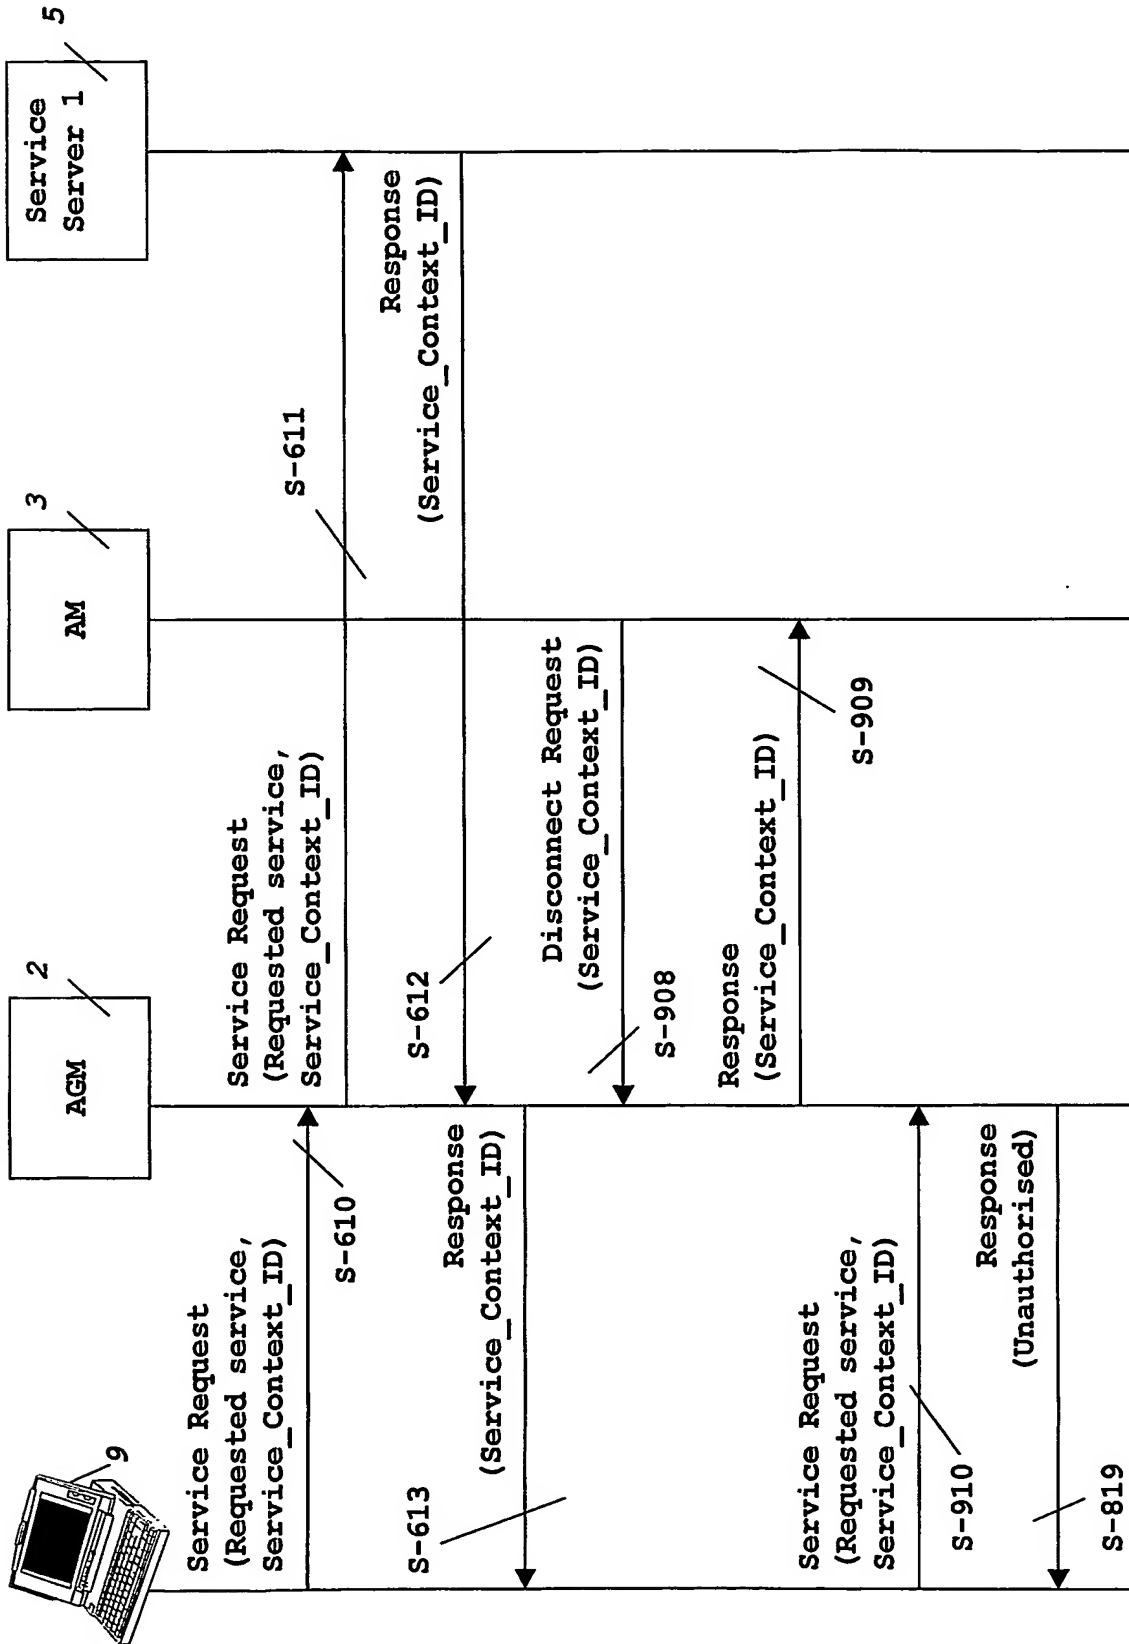 9
AGM
2
AM
3
Service
Server 1
5
Service Request
(Requested service,
Service_Context_ID)
S-610
Service Request
(Requested service,
Service_Context_ID)
S-611
Response
(Service_Context_ID)
S-612
Response
(Service_Context_ID)
S-613
Disconnect Request
(Service_Context_ID)
S-908
Response
(Service_Context_ID)
S-909
Service Request
(Requested service,
Service_Context_ID)
S-910
Response
(Unauthorised)
S-819